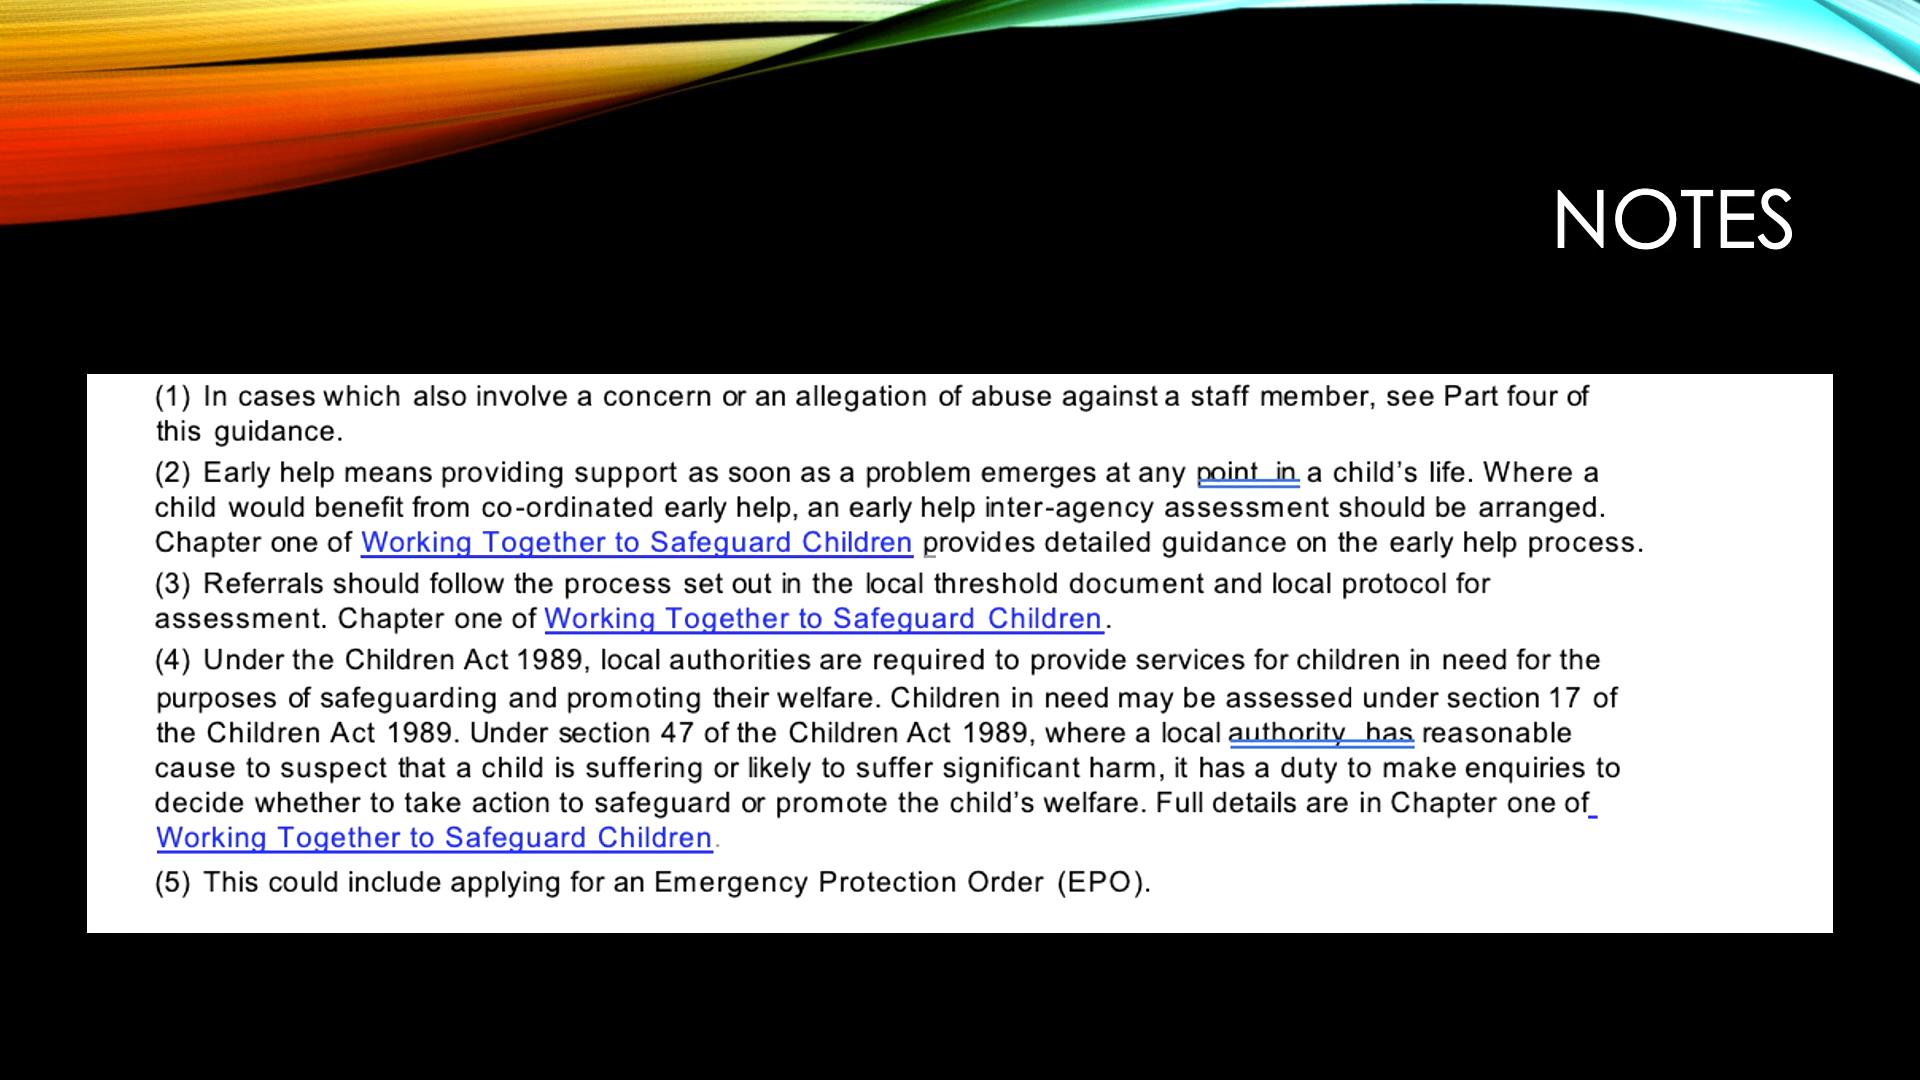 NOTES
(1) In cases which also involve a concern or an allegation of abuse against a staff member, see Part four of
this guidance.
(2) Early help means providing support as soon as a problem emerges at any point in a child’s life. Where a
child would benefit from co-ordinated early help, an early help inter-agency assessment should be arranged.
Chapter one of Working Together to Safeguard Children provides detailed guidance on the early help process.
(3) Referrals should follow the process set out in the local threshold document and local protocol for
assessment. Chapter one of Working Together to Safeguard Children.
(4) Under the Children Act 1989, local authorities are required to provide services for children in need for the
purposes of safeguarding and promoting their welfare. Children in need may be assessed under section 17 of
the Children Act 1989. Under section 47 of the Children Act 1989, where a local authority has reasonable
cause to suspect that a child is suffering or likely to suffer significant harm, it has a duty to make enquiries to
decide whether to take action to safeguard or promote the child’s welfare. Full details are in Chapter one of
Working Together to Safeguard Children.
(5) This could include applying for an Emergency Protection Order (EPO).